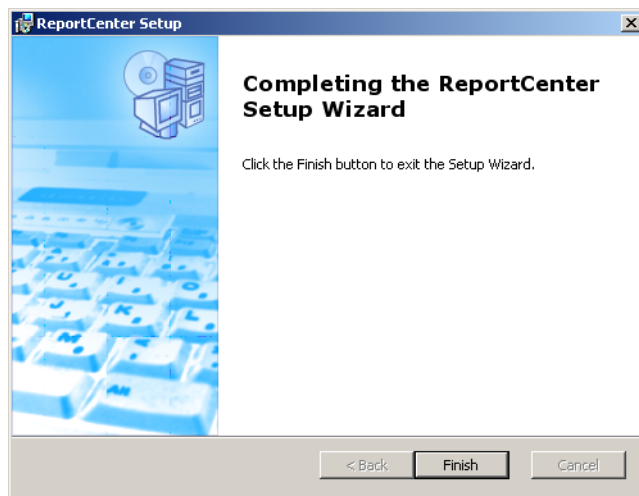 ReportCenter Setup
Completing the ReportCenter
Setup Wizard
Click the Finish button to exit the Setup Wizard.
U
I
O
J
K
L
M
Alt
< Back
Finish
Cancel